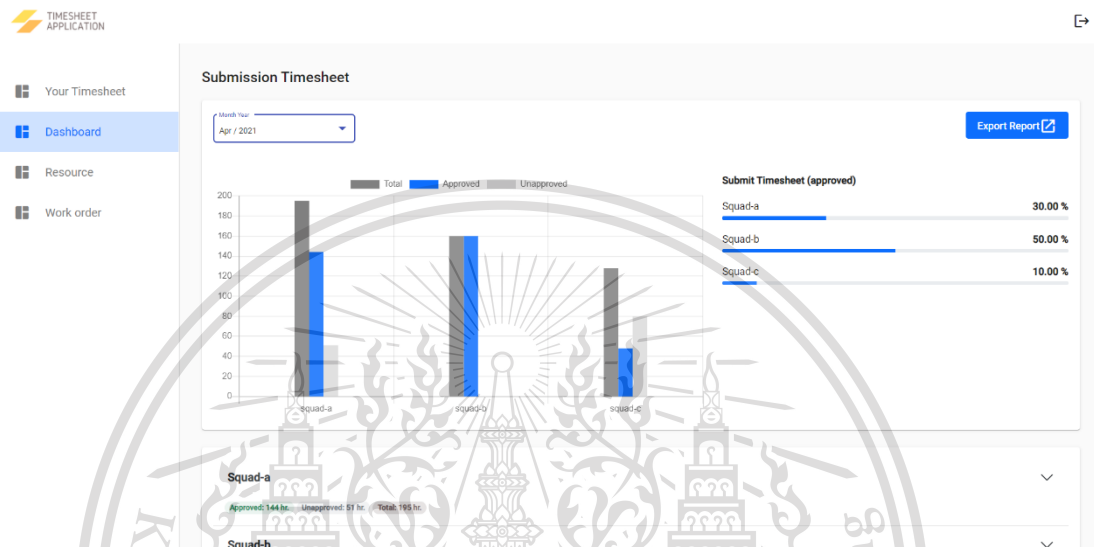 TIMESHEET
APPLICATION
Your Timesheet
Dashboard
Resource
Work order
Submission Timesheet
Month Year
Apr / 2021
Export Report
Total Approved Unapproved
200
180
160
140
120
100
80
60
40
20
0
squad-a squad-b squad-c
Submit Timesheet (approved)
Squad-a 30.00 %
Squad-b 50.00 %
Squad-c 10.00 %
Squad-a
Approved: 144 hr. Unapproved: 51 hr. Total: 195 hr.
Squad-b